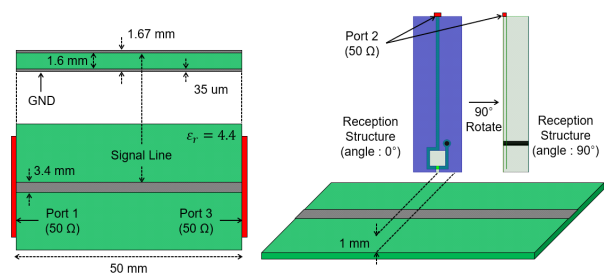 1.67 mm
1.6 mm
35 um
GND
εr = 4.4
Signal Line
3.4 mm
Port 1
(50 Ω)
Port 3
(50 Ω)
50 mm
Port 2
(50 Ω)
Reception
Structure
(angle : 0°)
90°
Rotate
Reception
Structure
(angle : 90°)
1 mm